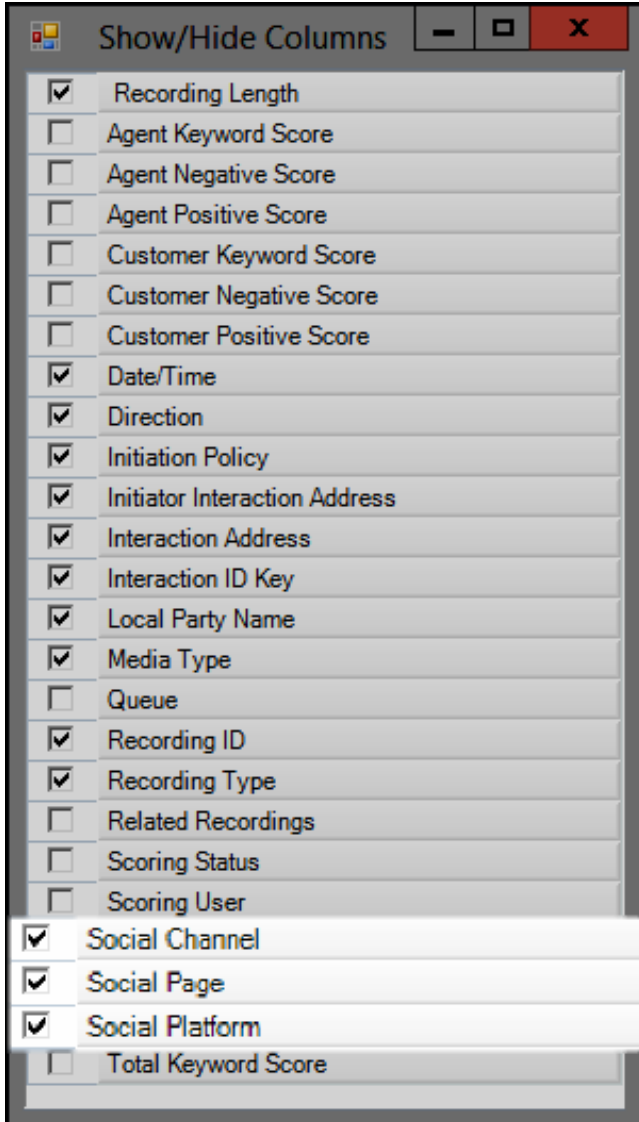 Show/Hide Columns
Recording Length
Agent Keyword Score
Agent Negative Score
Agent Positive Score
Customer Keyword Score
Customer Negative Score
Customer Positive Score
Date/Time
Direction
Initiation Policy
Initiator Interaction Address
Interaction Address
Interaction ID Key
Local Party Name
Media Type
Queue
Recording ID
Recording Type
Related Recordings
Scoring Status
Scoring User
Social Channel
Social Page
Social Platform
Total Keyword Score